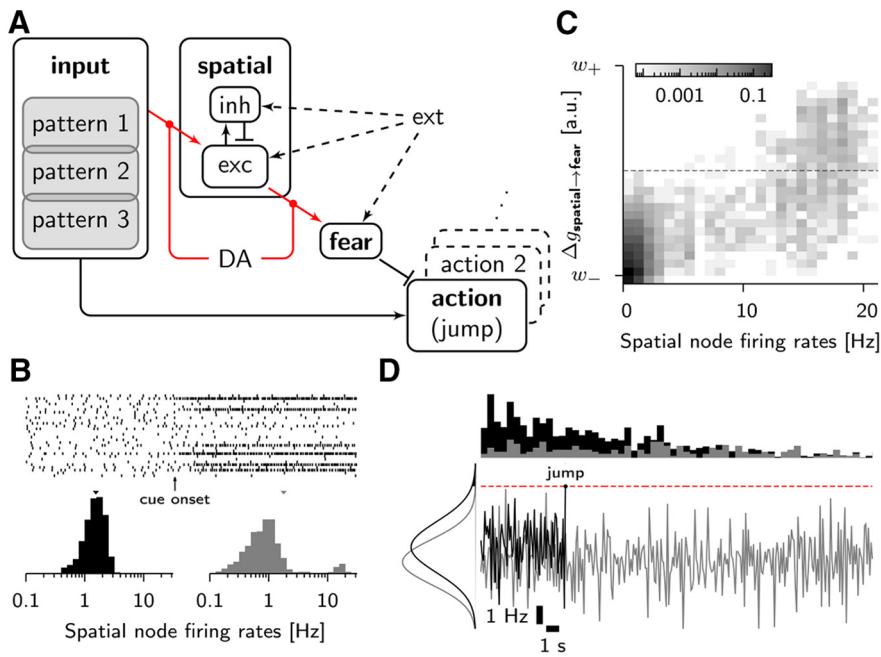 A
input
pattern 1
pattern 2
pattern 3
spatial
inh
exc
ext
DA
fear
action 2
action
(jump)
C
Δg spatial→fear [a.u.]
w+
w−
0.001 0.1
0 10 20
Spatial node firing rates [Hz]
B
cue onset
0.1 1 10 0.1 1 10
Spatial node firing rates [Hz]
D
jump
1 Hz
1 s